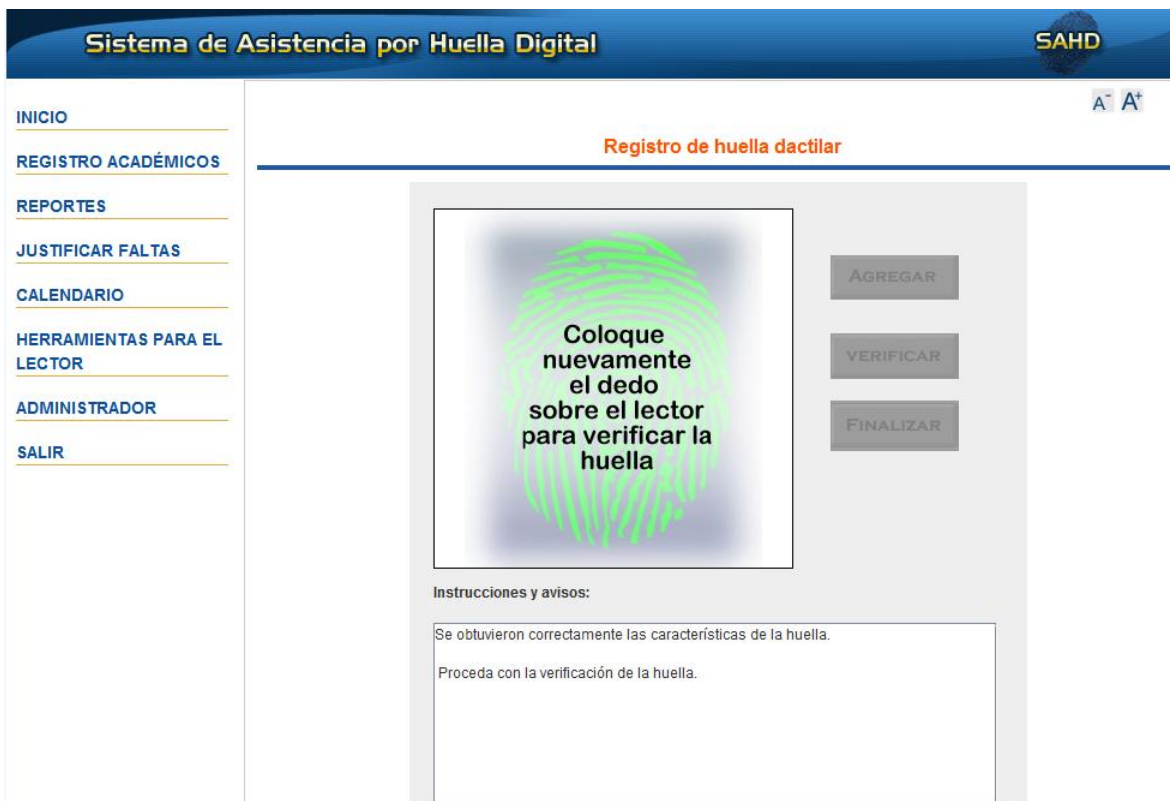 Sistema de Asistencia por Huella Digital
SAHD
A- A+
INICIO
REGISTRO ACADÉMICOS
REPORTES
JUSTIFICAR FALTAS
CALENDARIO
HERRAMIENTAS PARA EL
LECTOR
ADMINISTRADOR
SALIR
Registro de huella dactilar
Coloque
nuevamente
el dedo
sobre el lector
para verificar la
huella
AGREGAR
VERIFICAR
FINALIZAR
Instrucciones y avisos:
Se obtuvieron correctamente las características de la huella.
Proceda con la verificación de la huella.